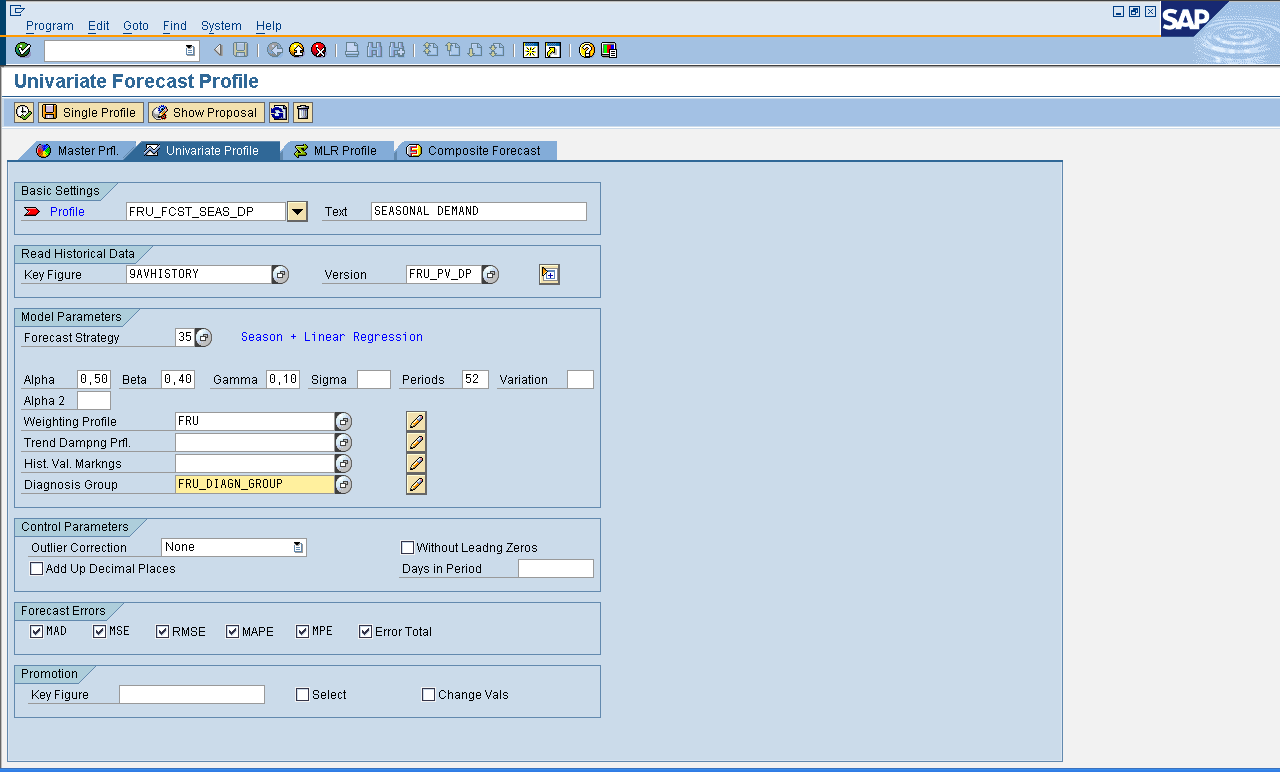 Program Edit Goto Find System Help
SAP
Univariate Forecast Profile
Single Profile Show Proposal
Master Prfl. Univariate Profile MLR Profile Composite Forecast
Basic Settings
Profile FRU_FCST_SEAS_DP Text SEASONAL DEMAND
Read Historical Data
Key Figure 9AVHISTORY Version FRU_PV_DP
Model Parameters
Forecast Strategy 35 Season + Linear Regression
Alpha 0,50 Beta 0,40 Gamma 0,10 Sigma Periods 52 Variation
Alpha 2
Weighting Profile FRU
Trend Dampng Prfl.
Hist. Val. Markngs
Diagnosis Group FRU_DIAGN_GROUP
Control Parameters
Outlier Correction None Without Leadng Zeros
Add Up Decimal Places Days in Period
Forecast Errors
MAD MSE RMSE MAPE MPE Error Total
Promotion
Key Figure Select Change Vals